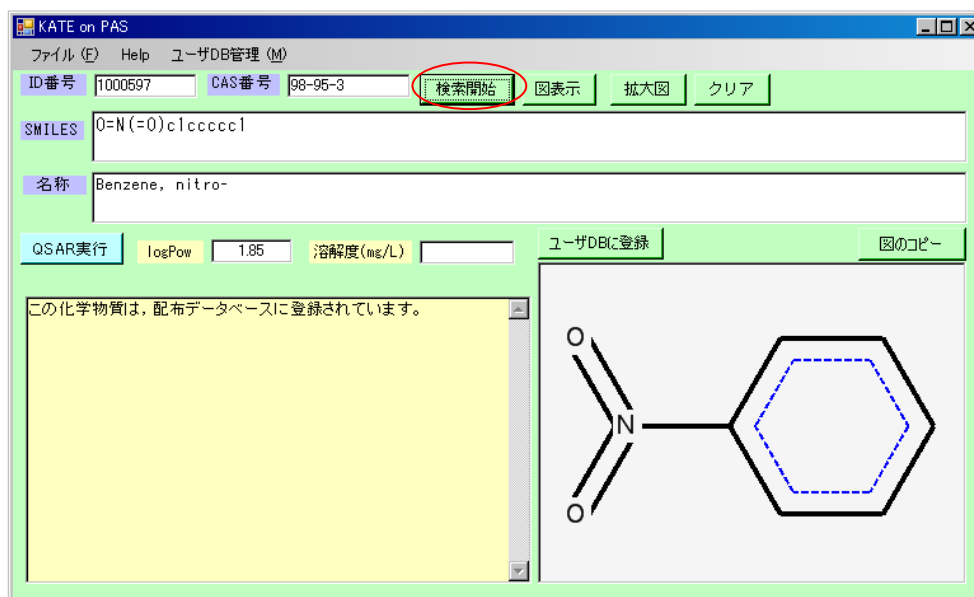 KATE on PAS
ファイル (F) Help ユーザDB管理 (M)
ID番号 1000597 CAS番号 98-95-3 検索開始 図表示 拡大図 クリア
SMILES O=N(=O)c1ccccc1
名称 Benzene, nitro-
QSAR実行 logPow 1.85 溶解度(mg/L) ユーザDBに登録 図のコピー
この化学物質は，配布データベースに登録されています。
O
N
O